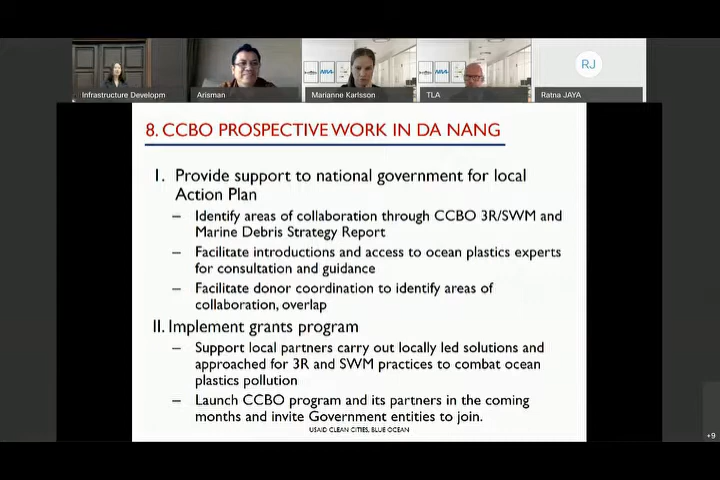 NIVA
NIVA
RJ
Infrastructure Developm
Arisman
Marianne Karlsson
TLA
Ratna JAYA
8. CCBO PROSPECTIVE WORK IN DA NANG
I. Provide support to national government for local
Action Plan
– Identify areas of collaboration through CCBO 3R/SWM and
Marine Debris Strategy Report
– Facilitate introductions and access to ocean plastics experts
for consultation and guidance
– Facilitate donor coordination to identify areas of
collaboration, overlap
II. Implement grants program
– Support local partners carry out locally led solutions and
approached for 3R and SWM practices to combat ocean
plastics pollution
– Launch CCBO program and its partners in the coming
months and invite Government entities to join.
USAID CLEAN CITIES, BLUE OCEAN
+9